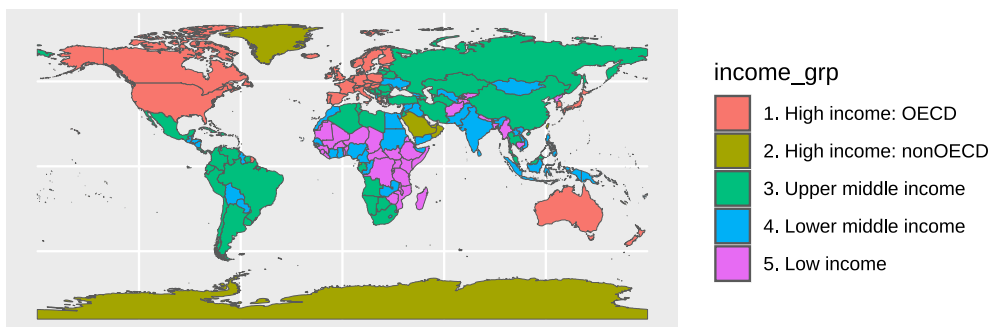 income_grp
1. High income: OECD
2. High income: nonOECD
3. Upper middle income
4. Lower middle income
5. Low income